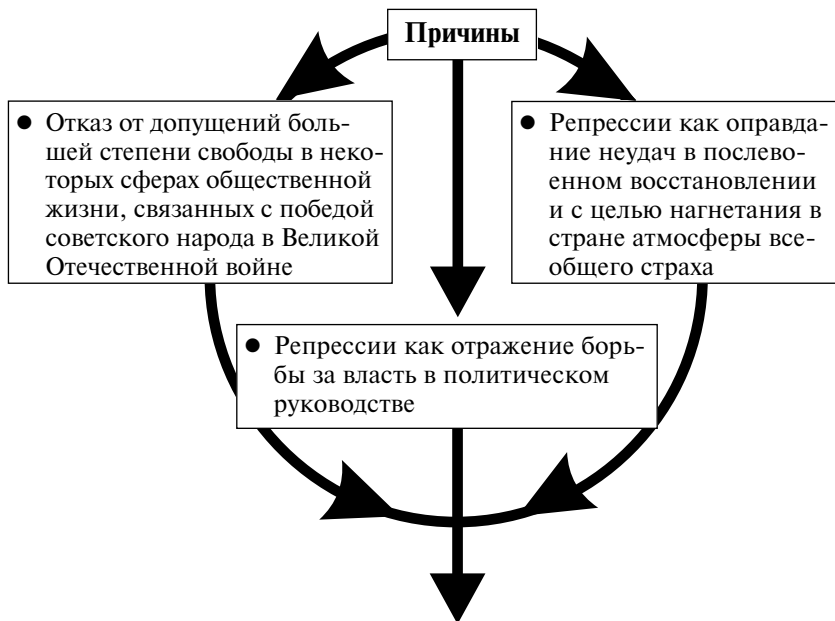 Причины
● Отказ от допущений боль-
шей степени свободы в неко-
торых сферах общественной
жизни, связанных с победой
советского народа в Великой
Отечественной войне
● Репрессии как оправда-
ние неудач в послево-
енном восстановлении
и с целью нагнетания в
стране атмосферы все-
общего страха
● Репрессии как отражение борь-
бы за власть в политическом
руководстве